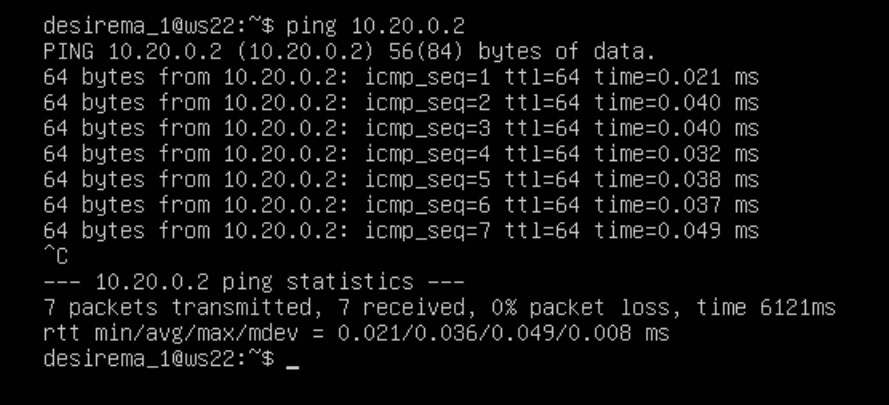 desirema_1@ws22:~$ ping 10.20.0.2
PING 10.20.0.2 (10.20.0.2) 56(84) bytes of data.
64 bytes from 10.20.0.2: icmp_seq=1 ttl=64 time=0.021 ms
64 bytes from 10.20.0.2: icmp_seq=2 ttl=64 time=0.040 ms
64 bytes from 10.20.0.2: icmp_seq=3 ttl=64 time=0.040 ms
64 bytes from 10.20.0.2: icmp_seq=4 ttl=64 time=0.032 ms
64 bytes from 10.20.0.2: icmp_seq=5 ttl=64 time=0.038 ms
64 bytes from 10.20.0.2: icmp_seq=6 ttl=64 time=0.037 ms
64 bytes from 10.20.0.2: icmp_seq=7 ttl=64 time=0.049 ms
^C
--- 10.20.0.2 ping statistics ---
7 packets transmitted, 7 received, 0% packet loss, time 6121ms
rtt min/avg/max/mdev = 0.021/0.036/0.049/0.008 ms
desirema_1@ws22:~$ _